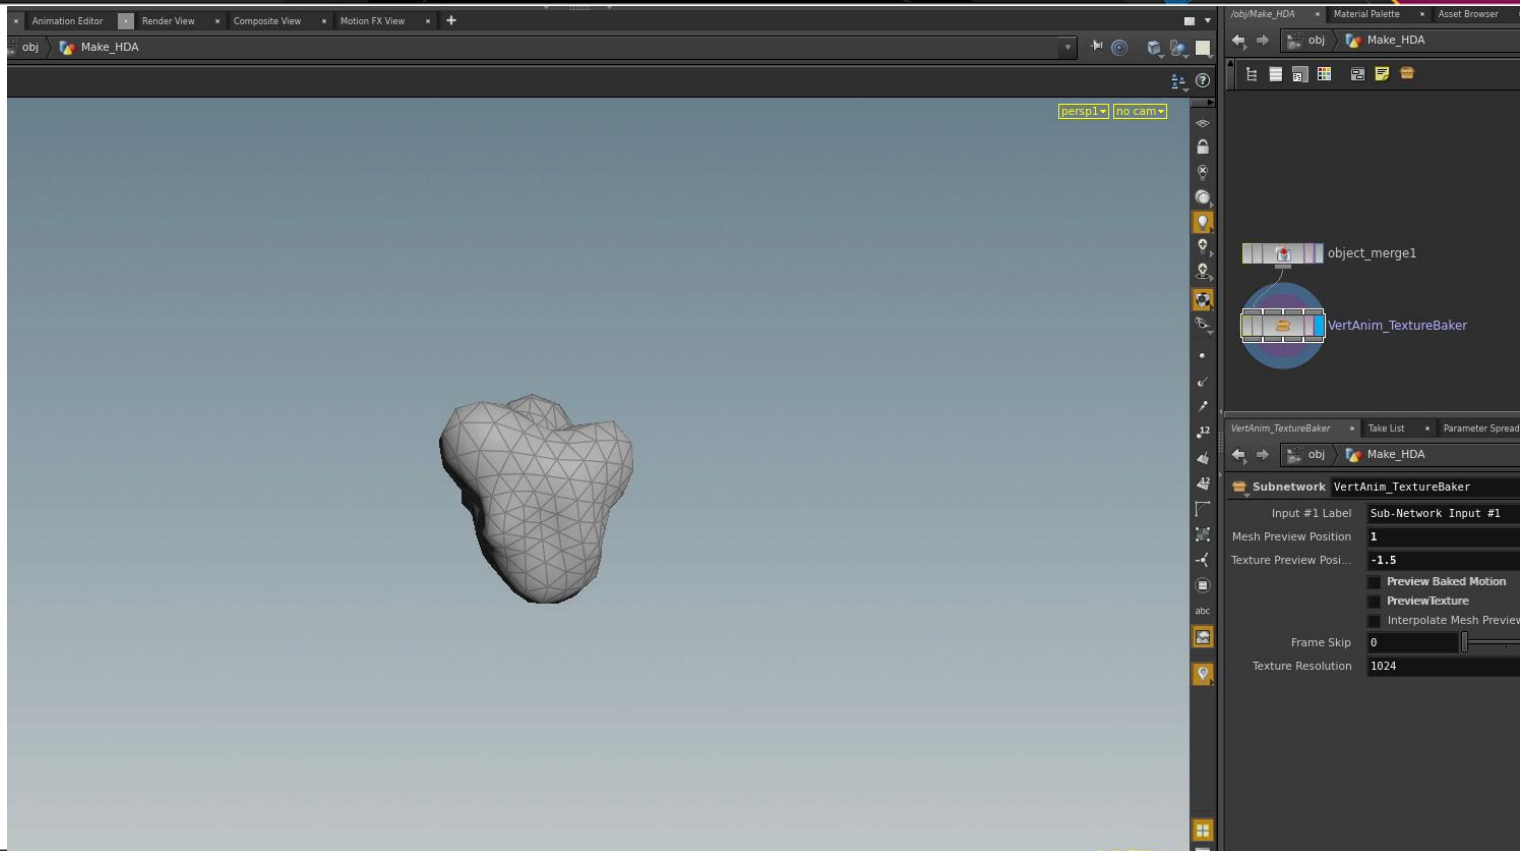 Animation Editor Render View Composite View Motion FX View
obj Make_HDA
persp1 no cam
12
12
abc
/obj/Make_HDA Material Palette Asset Browser
obj Make_HDA
object_merge1
VertAnim_TextureBaker
VertAnim_TextureBaker Take List Parameter Spread
obj Make_HDA
Subnetwork VertAnim_TextureBaker
Input #1 Label Sub-Network Input #1
Mesh Preview Position 1
Texture Preview Posi... -1.5
Preview Baked Motion
PreviewTexture
Interpolate Mesh Preview
Frame Skip 0
Texture Resolution 1024